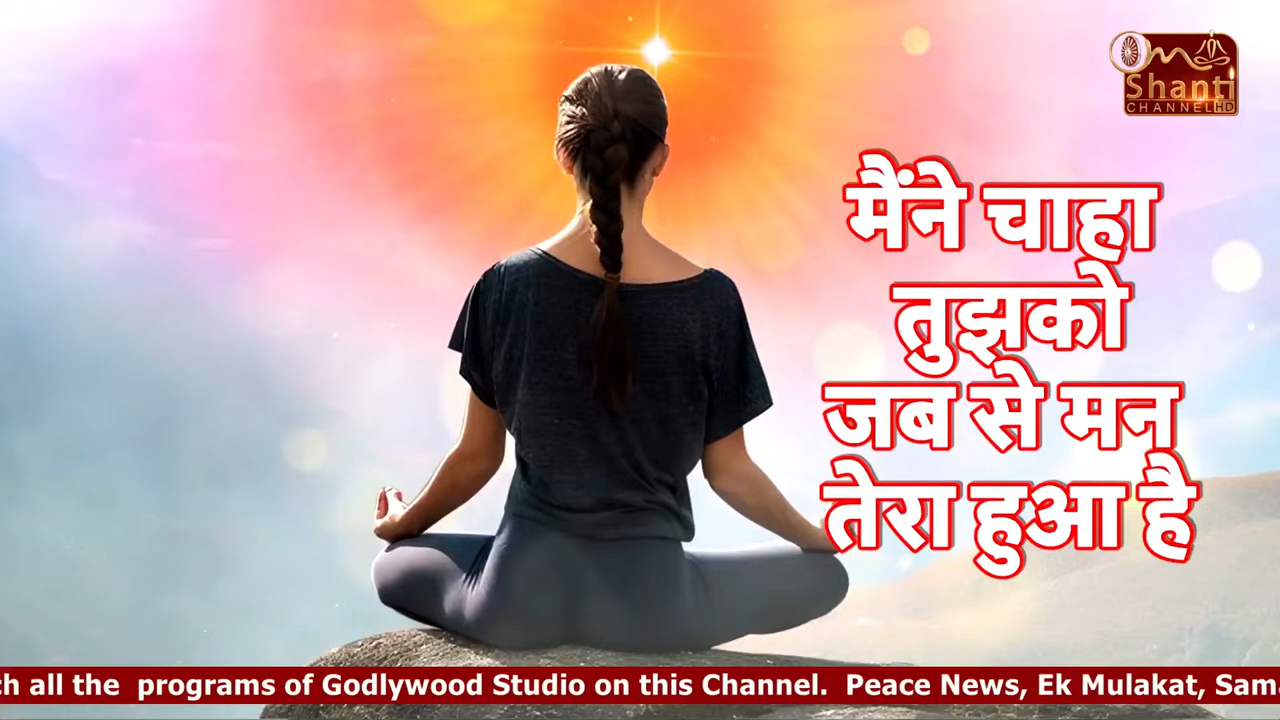 Om
Shanti
CHANNEL HD
मैंने चाहा
तुझको
जब से मन
तेरा हुआ है
all the programs of Godlywood Studio on this Channel. Peace News, Ek Mulakat,